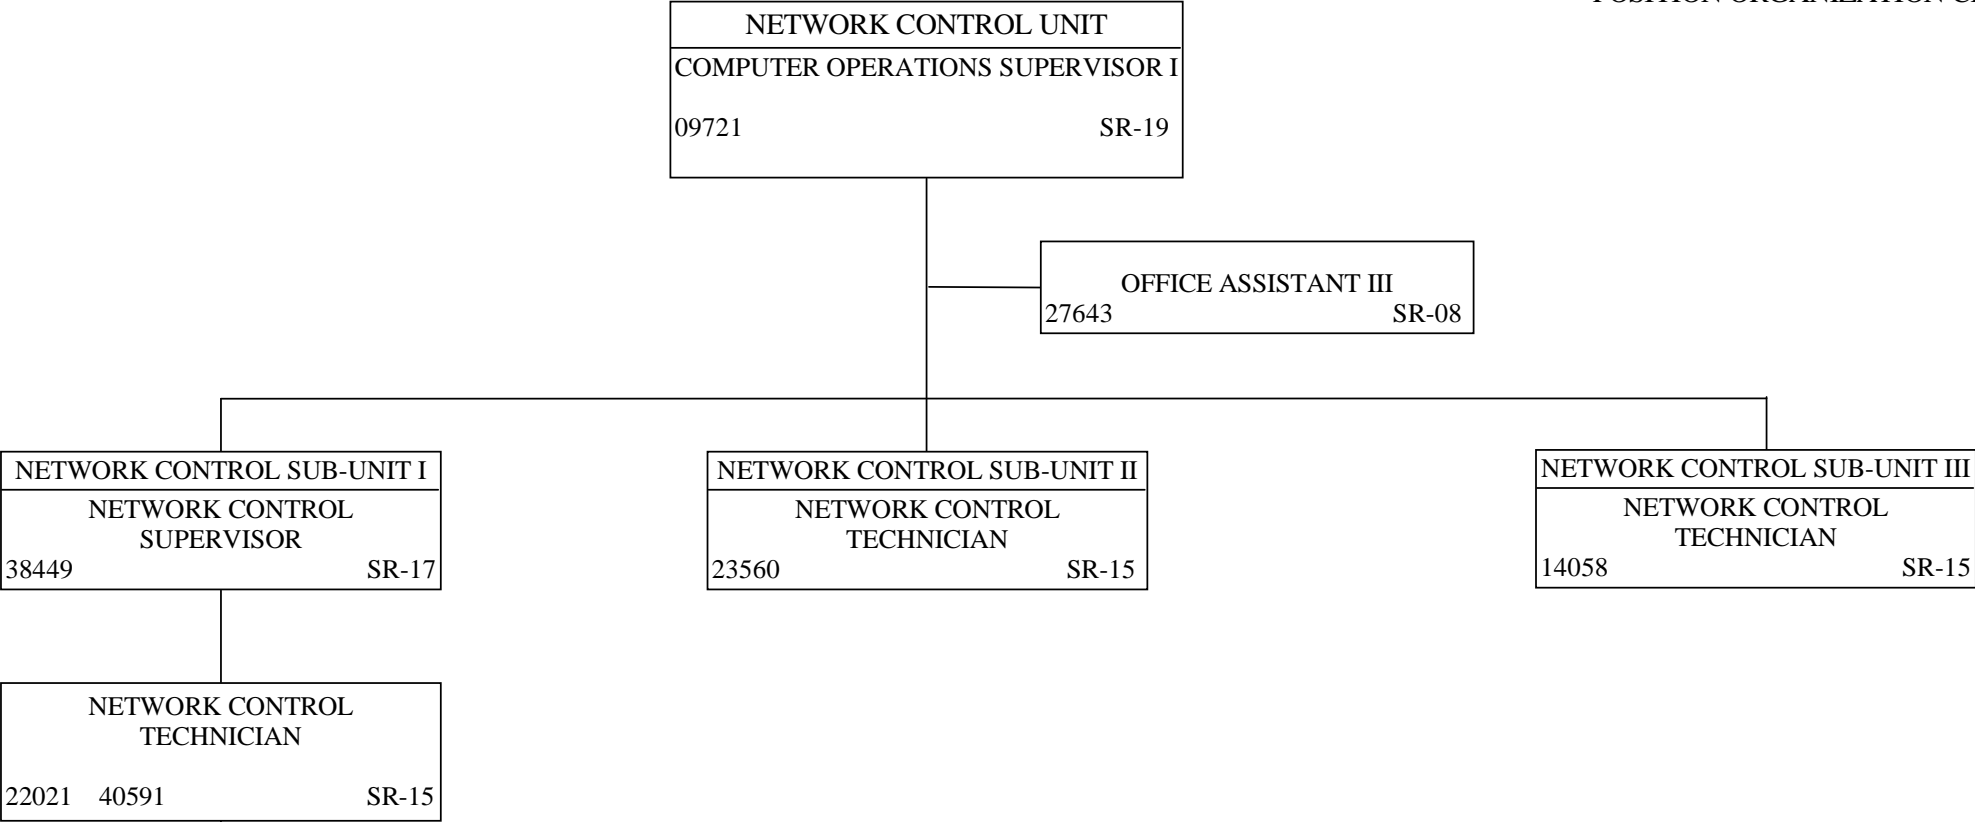 POSITION ORGANIZATION
NETWORK CONTROL UNIT
COMPUTER OPERATIONS SUPERVISOR I
09721 SR-19
OFFICE ASSISTANT III
27643 SR-08
NETWORK CONTROL SUB-UNIT I
NETWORK CONTROL
SUPERVISOR
38449 SR-17
NETWORK CONTROL SUB-UNIT II
NETWORK CONTROL
TECHNICIAN
23560 SR-15
NETWORK CONTROL SUB-UNIT III
NETWORK CONTROL
TECHNICIAN
14058 SR-15
NETWORK CONTROL
TECHNICIAN
22021 40591 SR-15